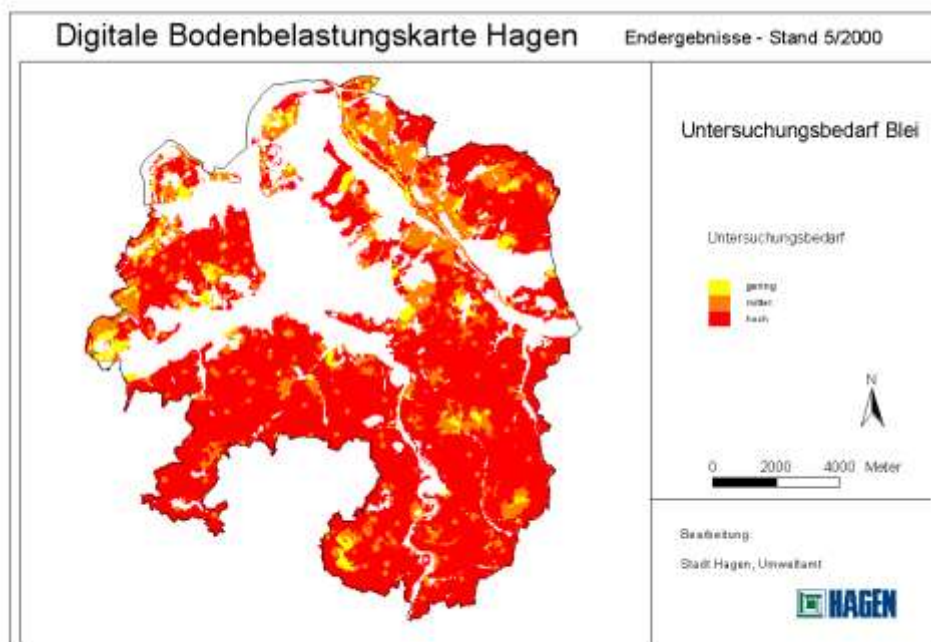 Digitale Bodenbelastungskarte Hagen Endergebnisse - Stand 5/2000
Untersuchungsbedarf Blei
Untersuchungsbedarf
gering
mittel
hoch
N
0 2000 4000 Meter
Bearbeitung:
Stadt Hagen, Umweltamt
HAGEN